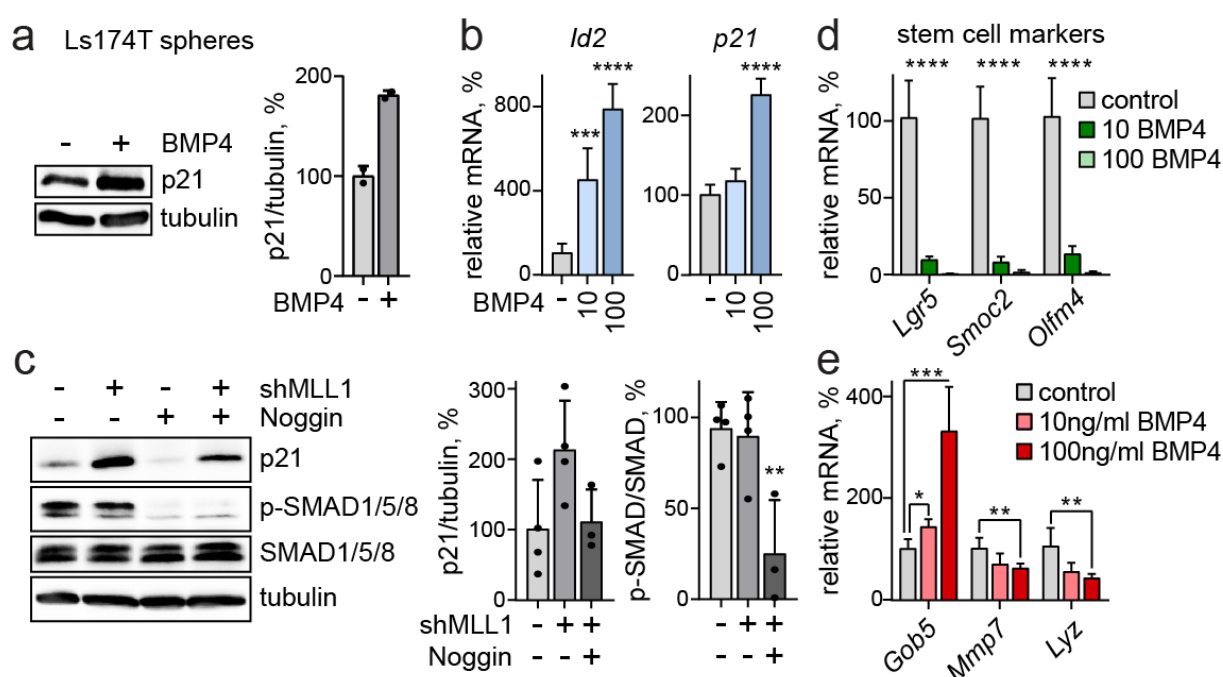 a Ls174T spheres
- + BMP4
p21
tubulin
p21/tubulin, %
200
100
0
BMP4 - +
b
Id2
relative mRNA, %
800
400
0
***
****
BMP4 - 10 100
p21
200
100
0
****
- 10 100
d stem cell markers
**** **** ****
relative mRNA, %
100
50
0
control
10 BMP4
100 BMP4
Lgr5 Smoc2 Olfm4
c
- + - + shMLL1
- - + + Noggin
p21
p-SMAD1/5/8
SMAD1/5/8
tubulin
p21/tubulin, %
300
200
100
0
shMLL1 - + +
Noggin - - +
p-SMAD/SMAD, %
100
50
0
**
- + +
- - +
e
relative mRNA, %
400
200
0
***
*
**
**
control
10ng/ml BMP4
100ng/ml BMP4
Gob5 Mmp7 Lyz